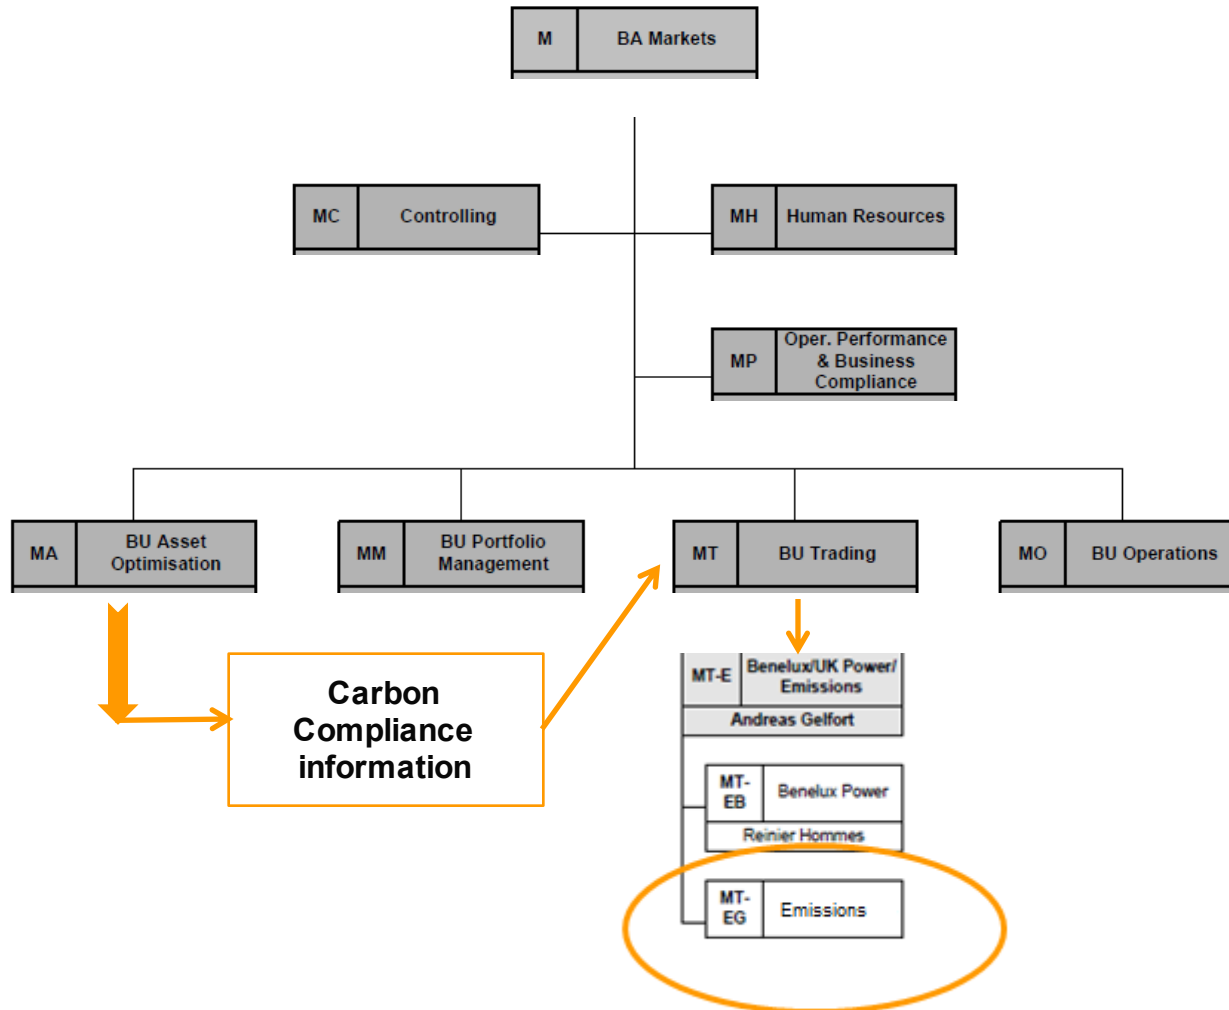 M BA Markets
MC Controlling
MH Human Resources
MP
Oper. Performance
& Business
Compliance
MA
BU Asset
Optimisation
MM
BU Portfolio
Management
MT BU Trading
MO BU Operations
Carbon
Compliance
information
MT-E
Benelux/UK Power/
Emissions
Andreas Gelfort
MT-
EB
Benelux Power
Reinier Hommes
MT-
EG
Emissions